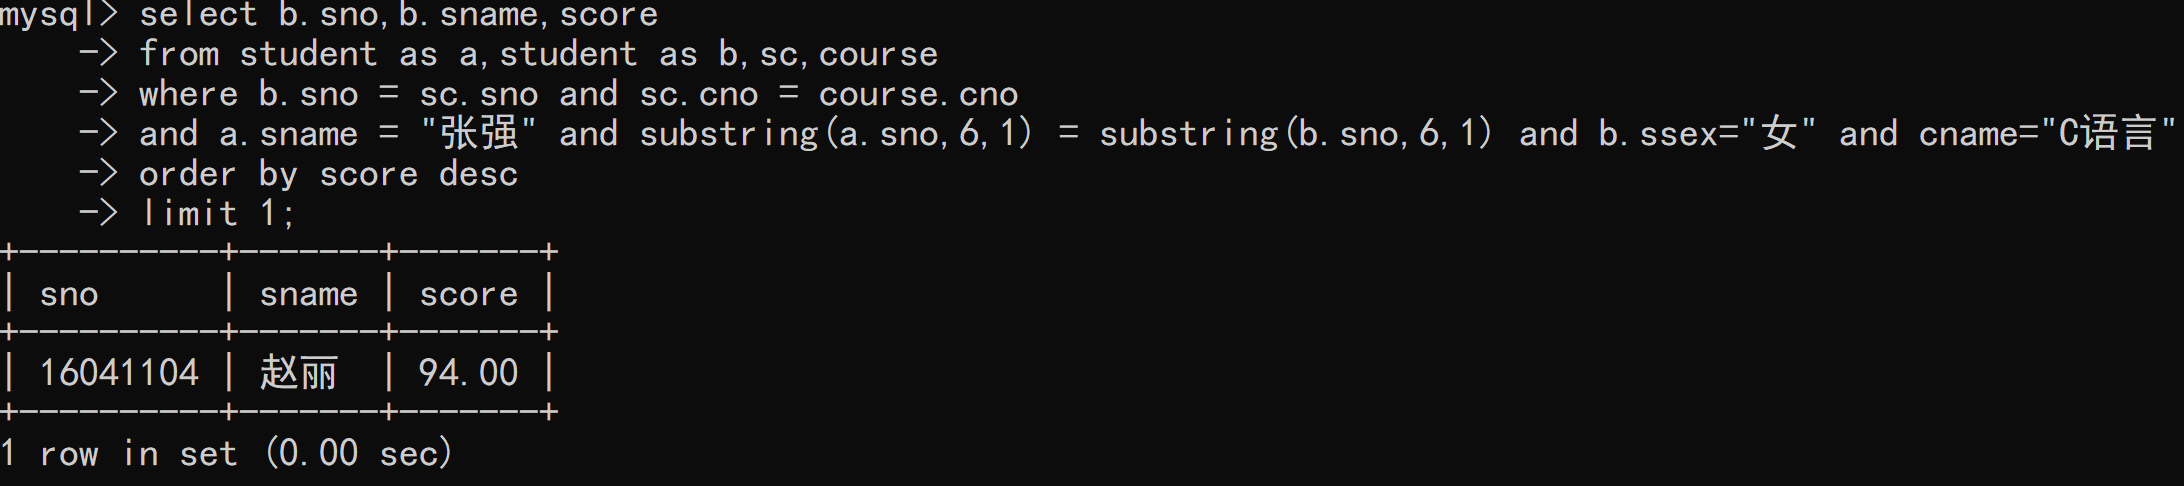 mysql> select b.sno,b.sname,score
    -> from student as a,student as b,sc,course
    -> where b.sno = sc.sno and sc.cno = course.cno
    -> and a.sname = "张强" and substring(a.sno,6,1) = substring(b.sno,6,1) and b.ssex="女" and cname="C语言"
    -> order by score desc
    -> limit 1;
+----------+-------+-------+
| sno      | sname | score |
+----------+-------+-------+
| 16041104 | 赵丽  | 94.00 |
+----------+-------+-------+
1 row in set (0.00 sec)